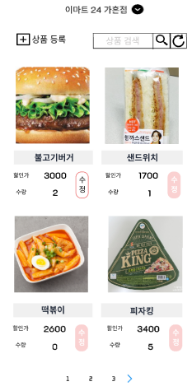 이마트 24 가흔점
상품 등록
상품 검색
불고기버거
샌드위치
할인가 3000 수정
할인가 1700 수정
수량 2
수량 1
PIZZA KING
떡볶이
피자킹
할인가 2600 수정
할인가 3400 수정
수량 0
수량 5
1 2 3